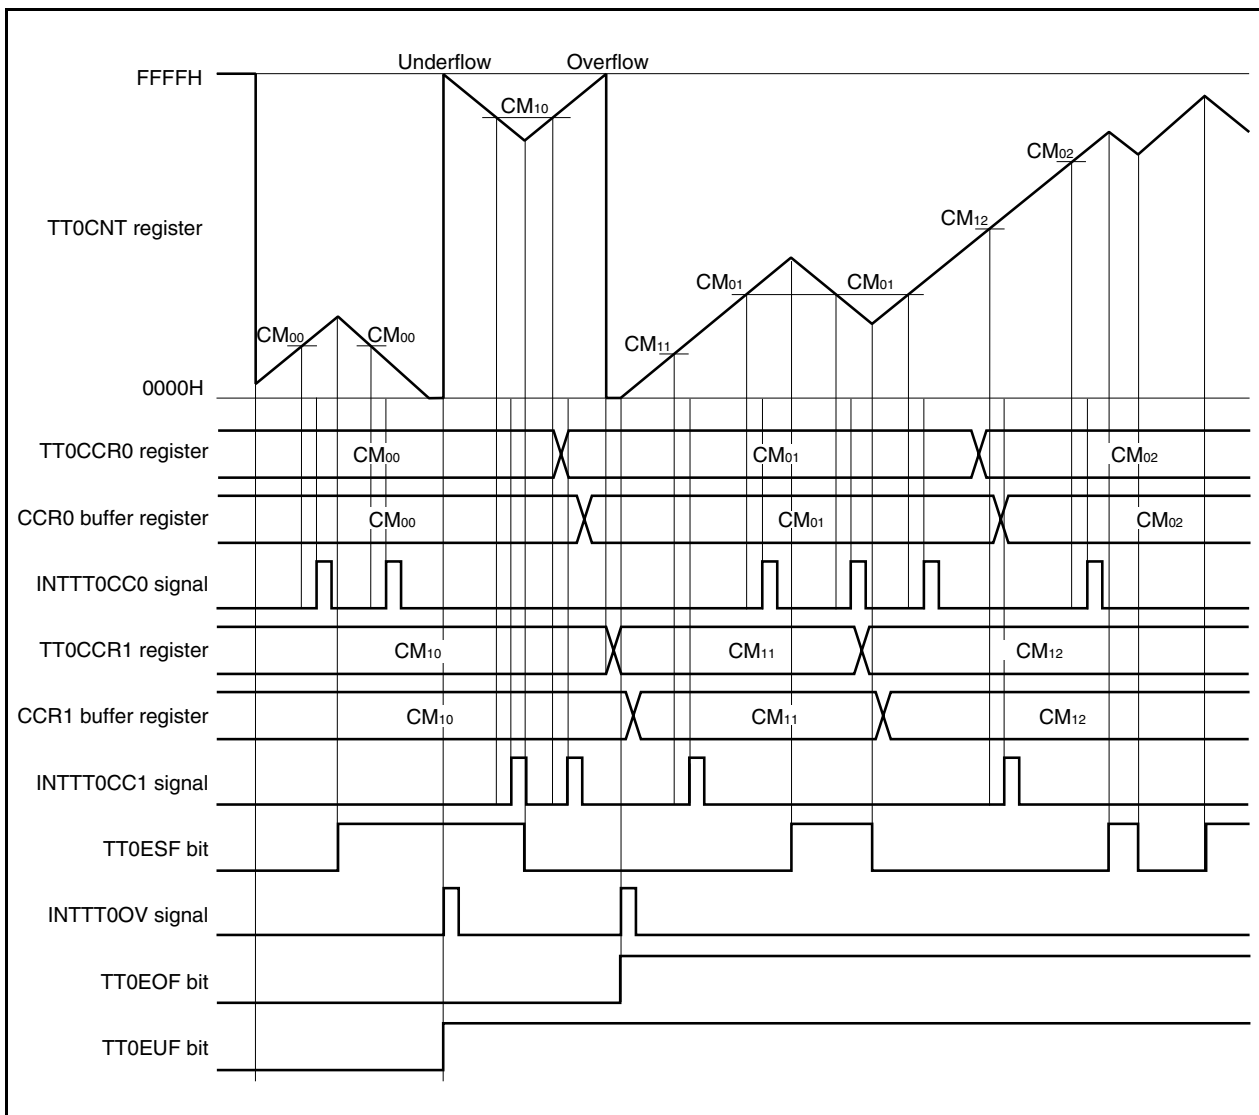 Underflow Overflow
FFFFH
CM10
CM02
TT0CNT register
CM12
CM01 CM01
CM00 CM00
CM11
0000H
TT0CCR0 register CM00 CM01 CM02
CCR0 buffer register CM00 CM01 CM02
INTTT0CC0 signal
TT0CCR1 register CM10 CM11 CM12
CCR1 buffer register CM10 CM11 CM12
INTTT0CC1 signal
TT0ESF bit
INTTT0OV signal
TT0EOF bit
TT0EUF bit